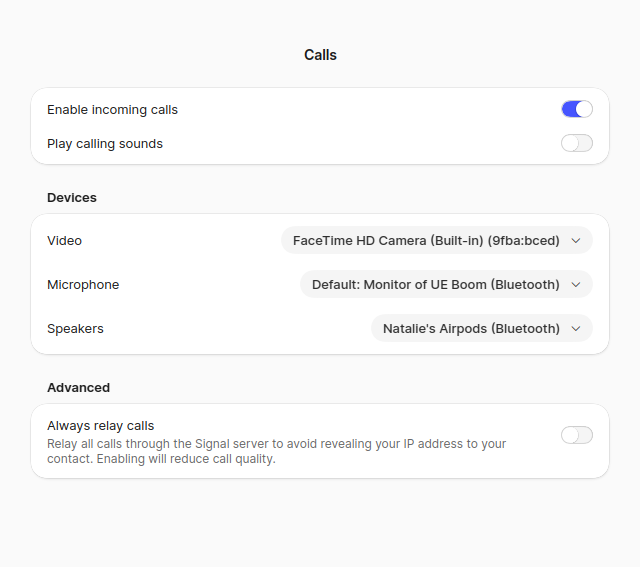 Calls
Enable incoming calls
Play calling sounds
Devices
Video
FaceTime HD Camera (Built-in) (9fba:bced)
Microphone
Default: Monitor of UE Boom (Bluetooth)
Speakers
Natalie's Airpods (Bluetooth)
Advanced
Always relay calls
Relay all calls through the Signal server to avoid revealing your IP address to your
contact. Enabling will reduce call quality.